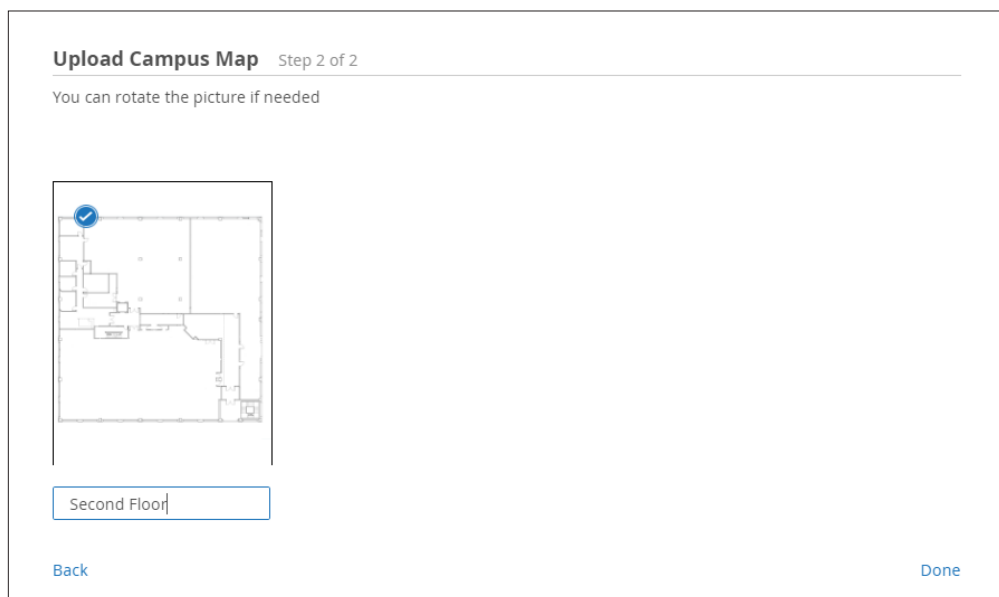 Upload Campus Map Step 2 of 2
You can rotate the picture if needed
Second Floor
Back Done